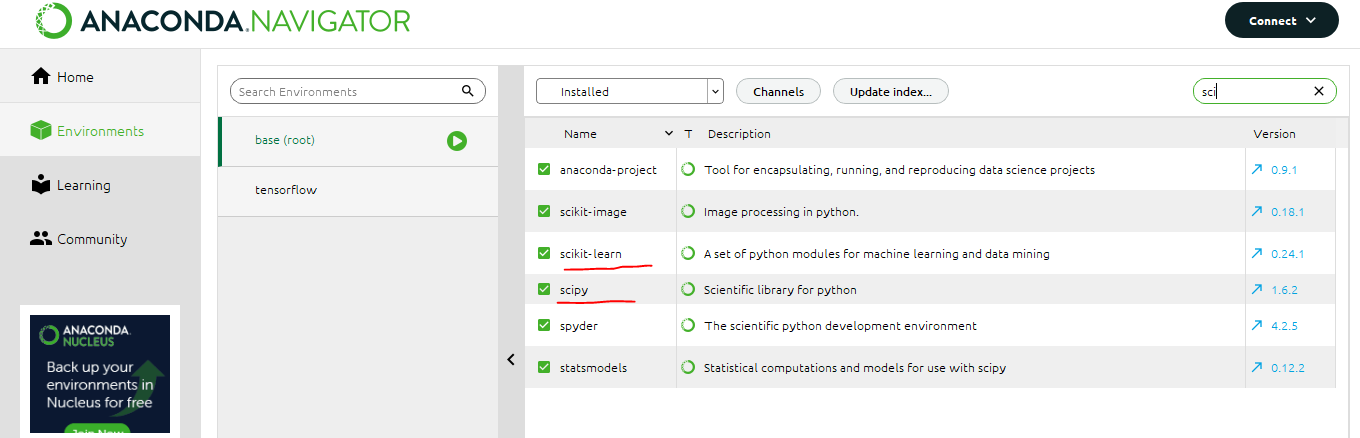 ANACONDA.NAVIGATOR
Connect
Home
Environments
Learning
Community
ANACONDA.
NUCLEUS
Back up your
environments in
Nucleus for free
Join Now
Search Environments
base (root)
tensorflow
Installed
Channels
Update index...
sci
Name T Description Version
anaconda-project Tool for encapsulating, running, and reproducing data science projects 0.9.1
scikit-image Image processing in python. 0.18.1
scikit-learn A set of python modules for machine learning and data mining 0.24.1
scipy Scientific library for python 1.6.2
spyder The scientific python development environment 4.2.5
statsmodels Statistical computations and models for use with scipy 0.12.2